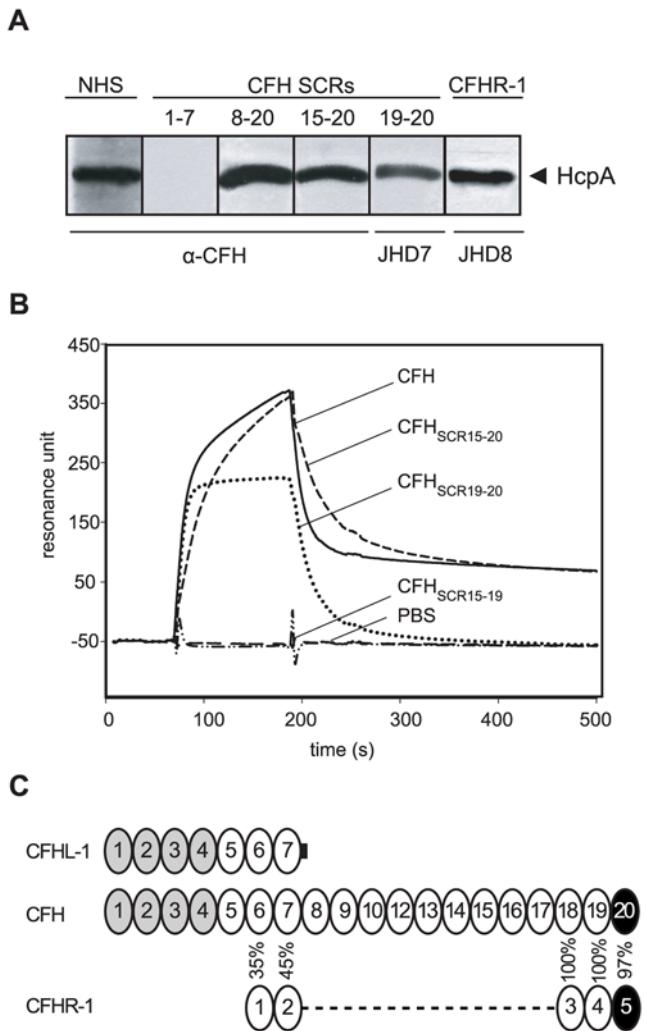 A
NHS CFH SCRs CFHR-1
1-7 8-20 15-20 19-20
◄ HcpA
α-CFH JHD7 JHD8
B
450
350
250
150
50
-50
resonance unit
CFH
CFHSCR15-20
CFHSCR19-20
CFHSCR15-19
PBS
0 100 200 300 400 500
time (s)
C
CFHL-1 1 2 3 4 5 6 7
CFH 1 2 3 4 5 6 7 8 9 10 12 13 14 15 16 17 18 19 20
35% 45% 100% 100% 97%
CFHR-1 1 2 3 4 5